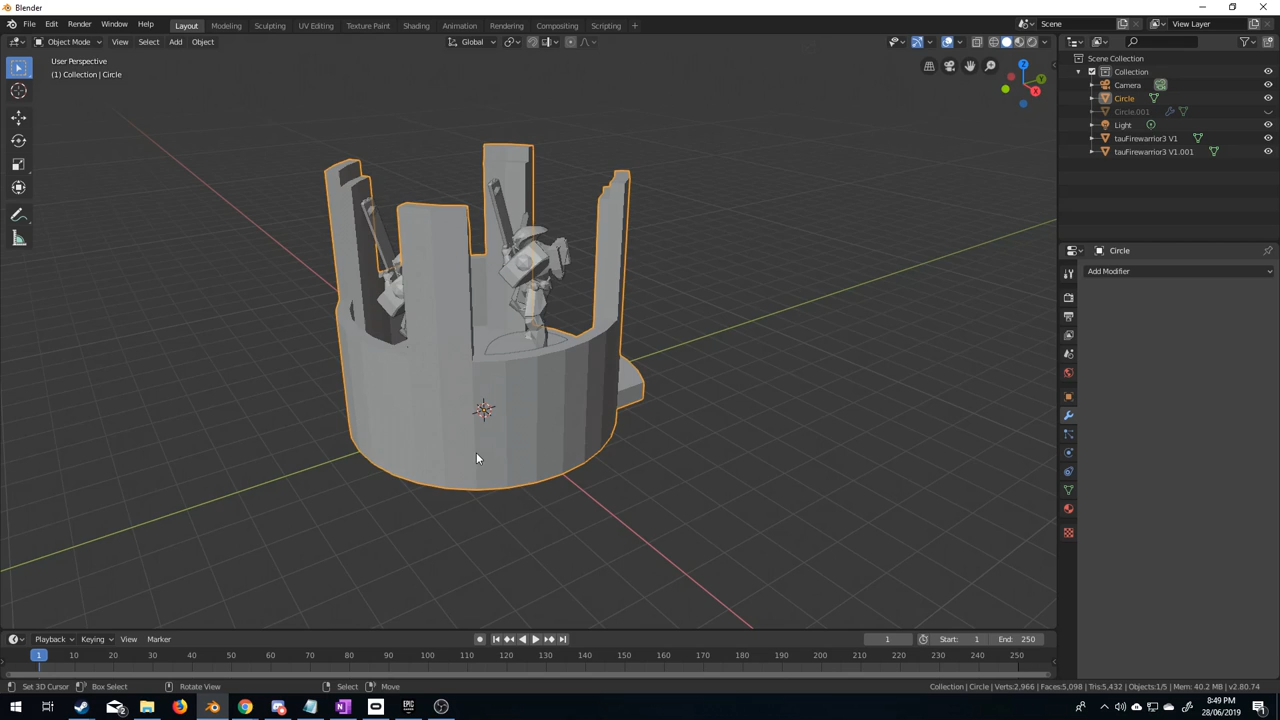 Blender
File Edit Render Window Help Layout Modeling Sculpting UV Editing Texture Paint Shading Animation Rendering Compositing Scripting + Scene View Layer
Object Mode View Select Add Object Global
User Perspective
(1) Collection | Circle
Z
Y
X
Scene Collection
Collection
Camera
Circle
Circle.001
Light
tauFirewarrior3 V1
tauFirewarrior3 V1.001
Circle
Add Modifier
Playback Keying View Marker 1 Start: 1 End: 250
1 10 20 30 40 50 60 70 80 90 100 110 120 130 140 150 160 170 180 190 200 210 220 230 240 250
Set 3D Cursor Box Select Rotate View Select Move Collection | Circle | Verts:2,966 | Faces:5,098 | Tris:5,432 | Objects:1/5 | Mem: 40.2 MB | v2.80.74
8:49 PM
28/06/2019